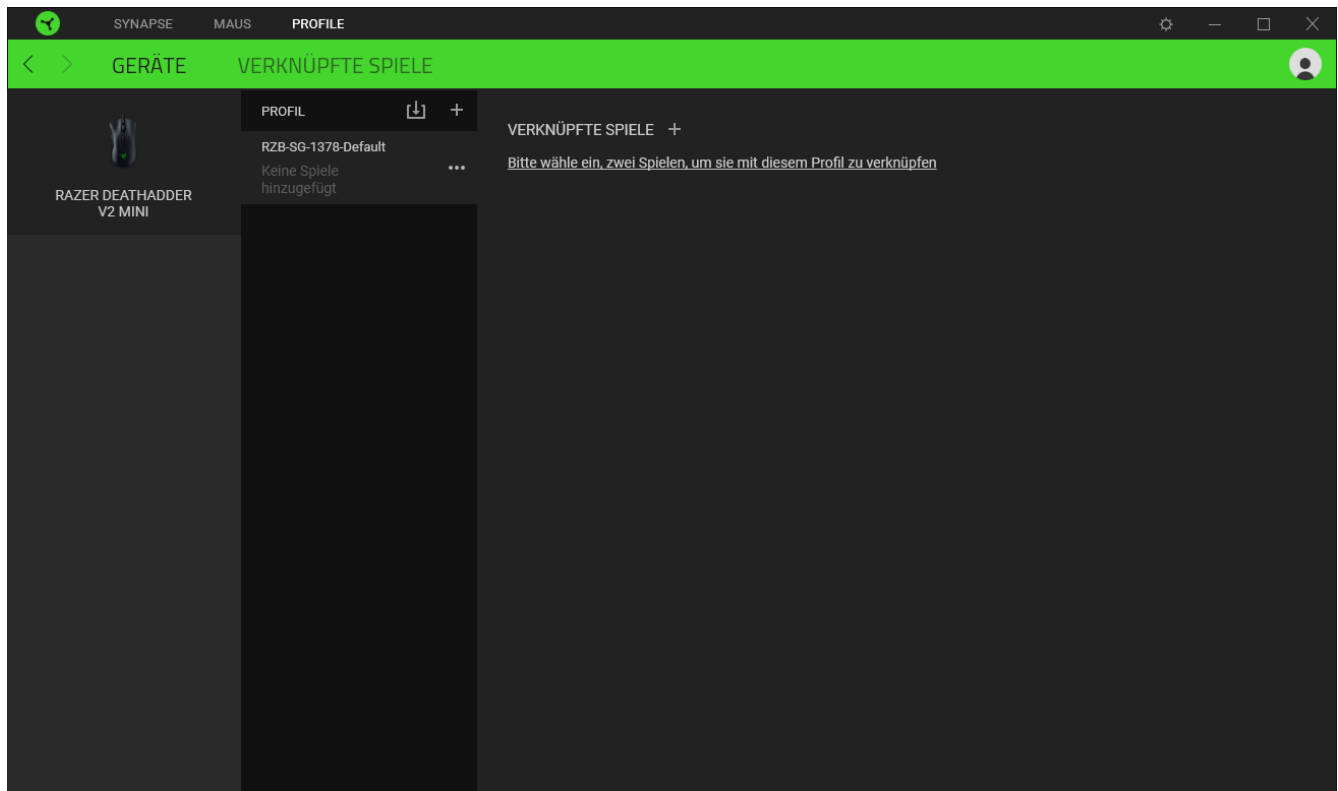 SYNAPSE MAUS PROFILE
GERÄTE VERKNÜPFTE SPIELE
RAZER DEATHADDER
V2 MINI
PROFIL
RZB-SG-1378-Default
Keine Spiele
hinzugefügt
VERKNÜPFTE SPIELE
Bitte wähle ein, zwei Spielen, um sie mit diesem Profil zu verknüpfen